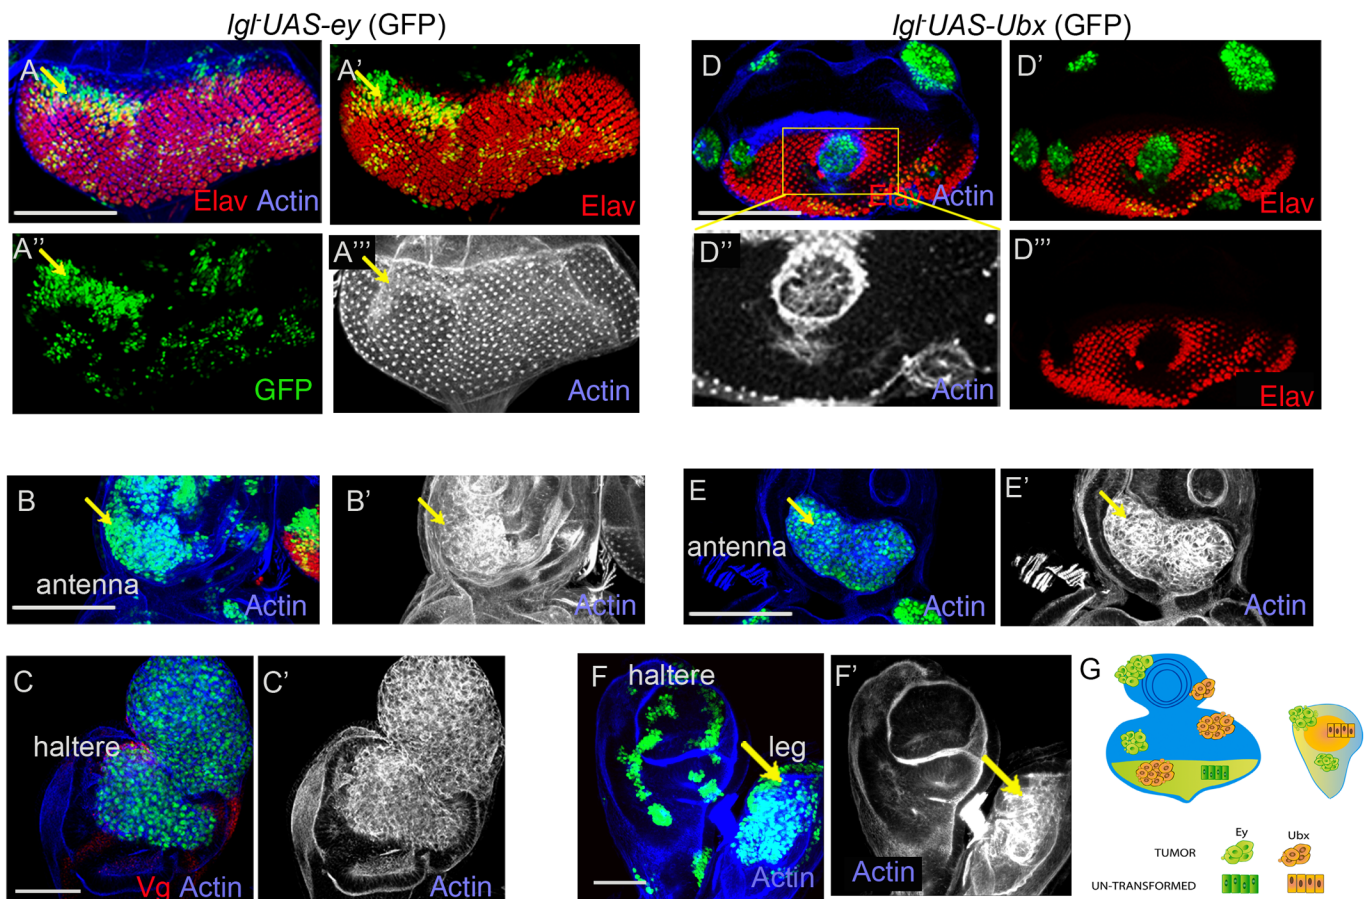 lgl⁻UAS-ey (GFP)
lgl⁻UAS-Ubx (GFP)
A
Elav Actin
A'
Elav
D
Elav Actin
D'
Elav
A''
GFP
A'''
Actin
D''
Actin
D'''
Elav
B
antenna
Actin
B'
Actin
E
antenna
Actin
E'
Actin
C
haltere
Vg Actin
C'
Actin
F
haltere
leg
Actin
F'
Actin
G
Ey
Ubx
TUMOR
UN-TRANSFORMED